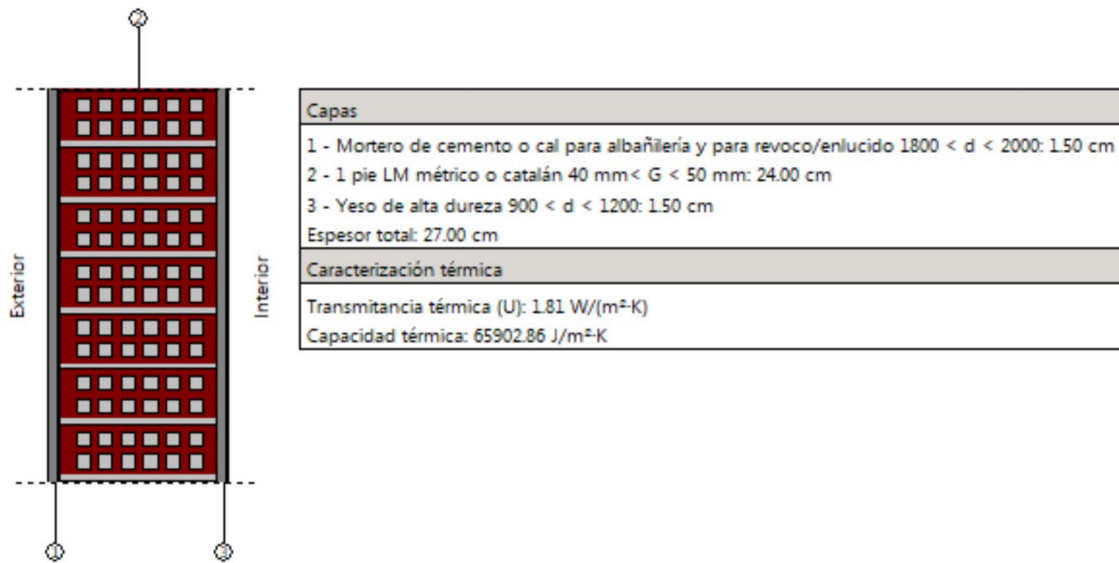 2
Capas
1 - Mortero de cemento o cal para albañilería y para revoco/enlucido 1800 < d < 2000: 1.50 cm
2 - 1 pie LM métrico o catalán 40 mm< G < 50 mm: 24.00 cm
3 - Yeso de alta dureza 900 < d < 1200: 1.50 cm
Espesor total: 27.00 cm
Caracterización térmica
Transmitancia térmica (U): 1.81 W/(m²·K)
Capacidad térmica: 65902.86 J/m²·K
Exterior
Interior
1
3